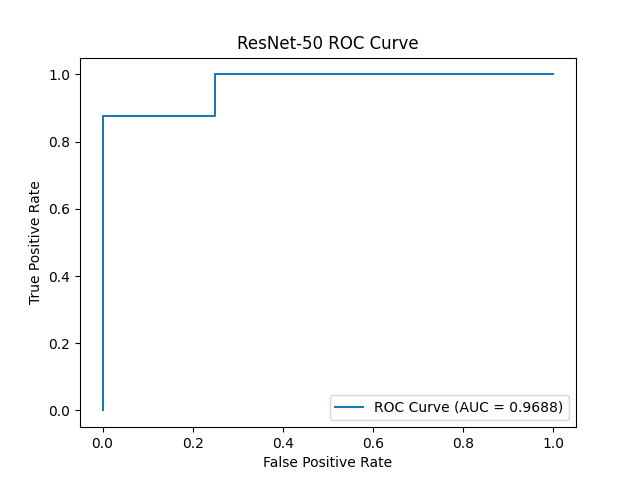 ResNet-50 ROC Curve
True Positive Rate
1.0
0.8
0.6
0.4
0.2
0.0
ROC Curve (AUC = 0.9688)
0.0 0.2 0.4 0.6 0.8 1.0
False Positive Rate